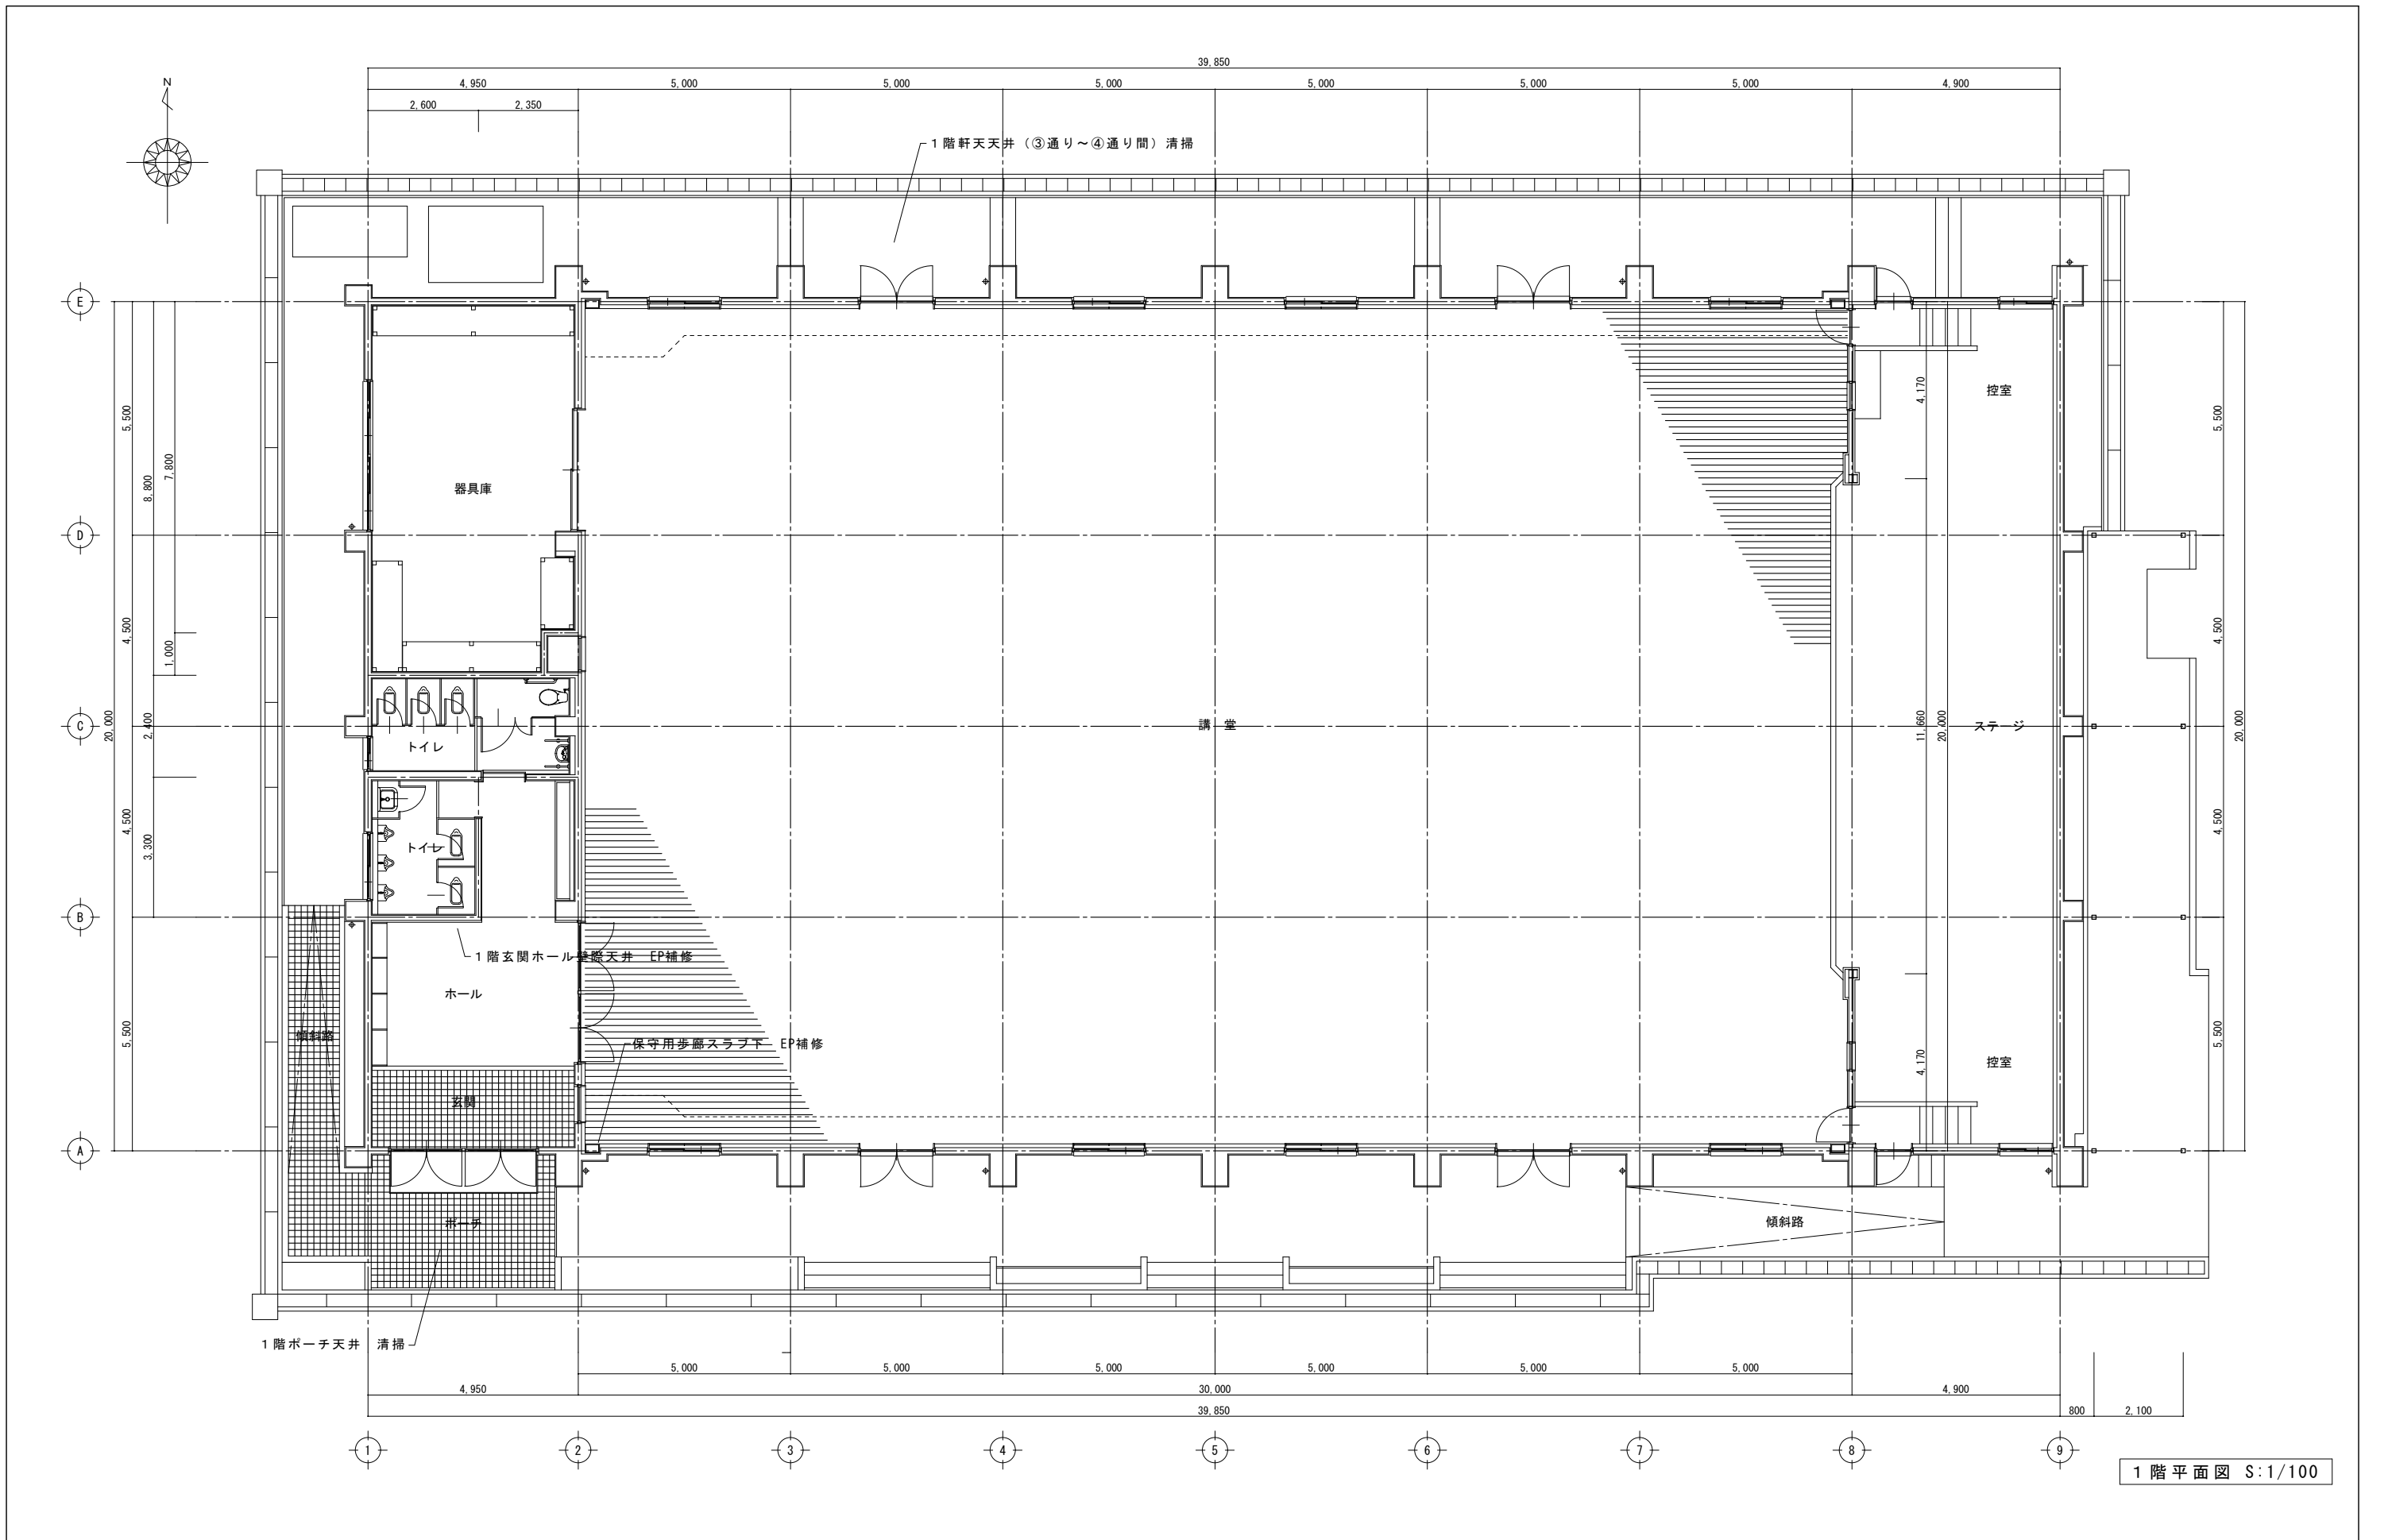 39,850
4,950 5,000 5,000 5,000 5,000 5,000 5,000 4,900
2,600 2,350
N
1階軒天天井（③通り～④通り間）清掃
E
D
C
B
A
5,500
4,500
4,500
5,500
20,000
8,800
2,400
3,300
7,800
1,000
器具庫
トイレ
トイレ
1階玄関ホール壁際天井 EP補修
ホール
傾斜路
保守用歩廊スラブ下 EP補修
玄関
ポーチ
1階ポーチ天井 清掃
講堂
控室
ステージ
控室
傾斜路
4,170
11,660
20,000
4,170
5,500
4,500
4,500
5,500
20,000
5,000 5,000 5,000 5,000 5,000 5,000
4,950 30,000 4,900
39,850 800 2,100
1 2 3 4 5 6 7 8 9
1階平面図 S:1/100